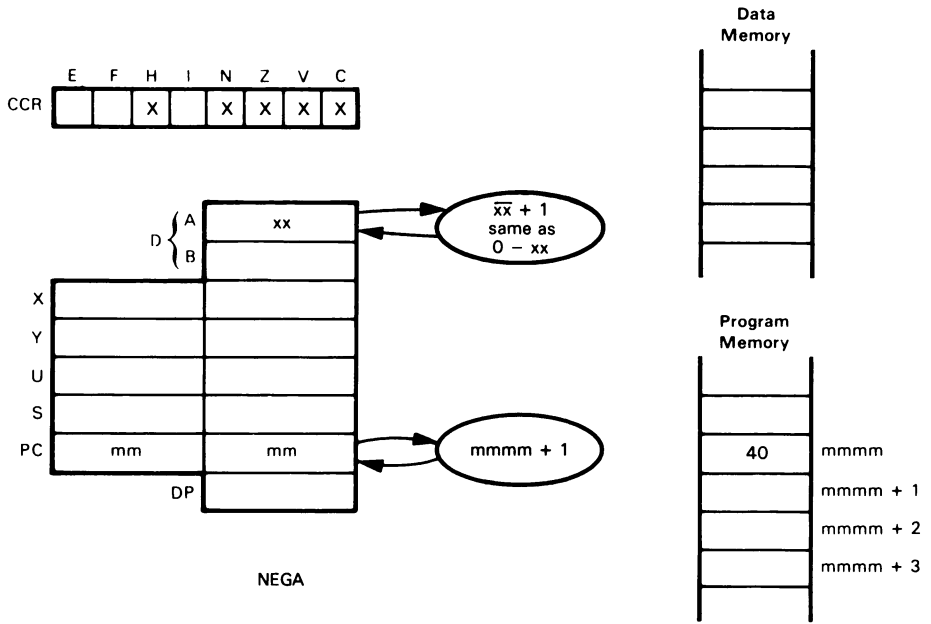 Data
Memory
E F H I N Z V C
CCR X X X X X
D A xx
B
xx + 1
same as
0 − xx
X
Y
U
S
PC mm mm
mmmm + 1
DP
Program
Memory
40 mmmm
mmmm + 1
mmmm + 2
mmmm + 3
NEGA